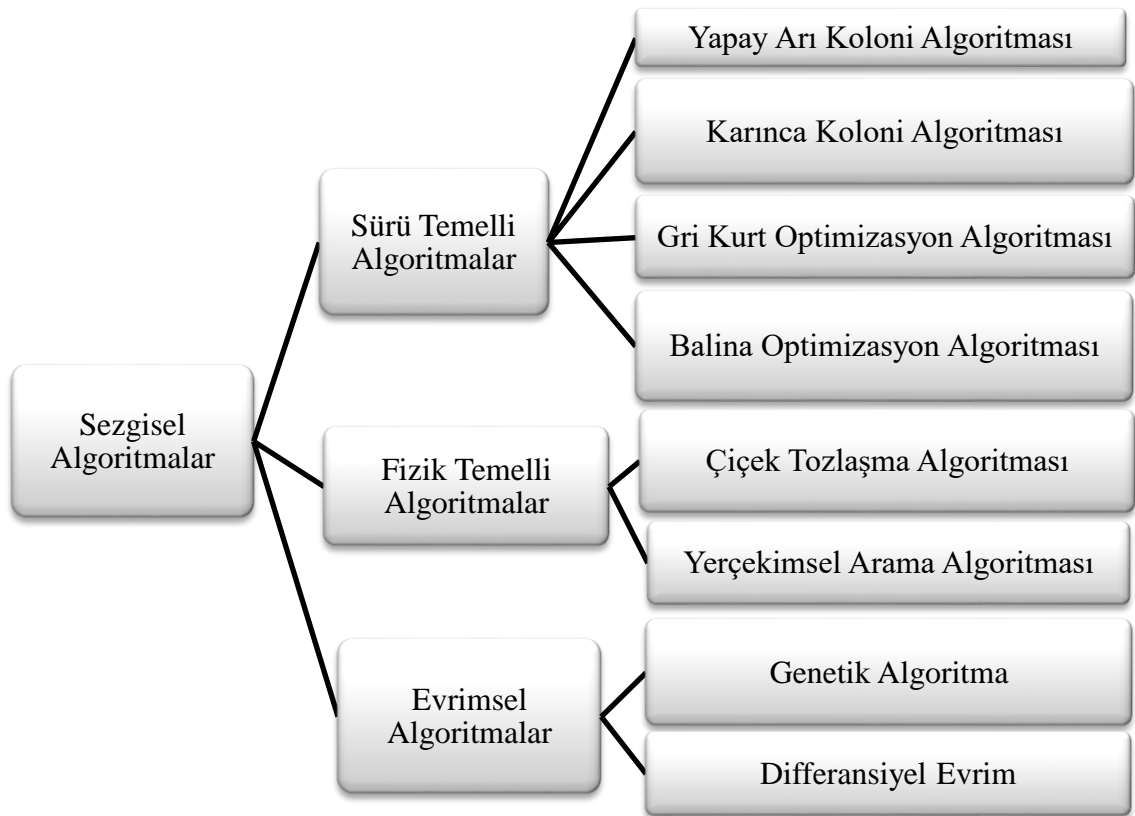 Sezgisel
Algoritmalar
Sürü Temelli
Algoritmalar
Yapay Arı Koloni Algoritması
Karınca Koloni Algoritması
Gri Kurt Optimizasyon Algoritması
Balina Optimizasyon Algoritması
Fizik Temelli
Algoritmalar
Çiçek Tozlaşma Algoritması
Yerçekimsel Arama Algoritması
Evrimsel
Algoritmalar
Genetik Algoritma
Differansiyel Evrim